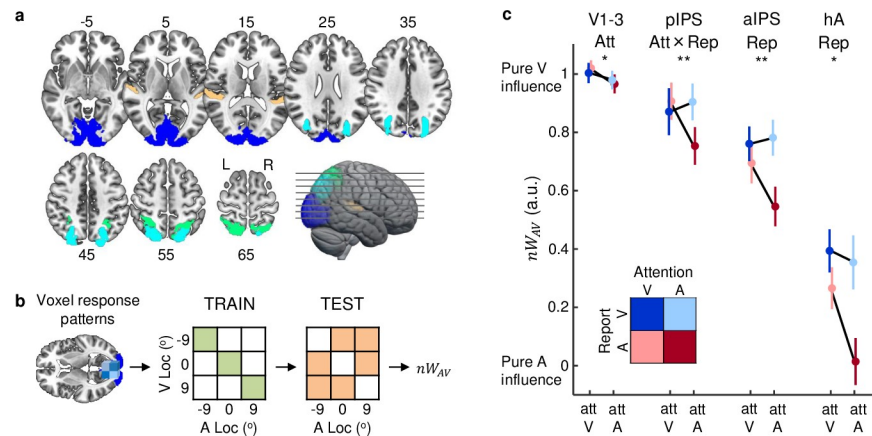 a
-5 5 15 25 35
L R
45 55 65
b
Voxel response
patterns
TRAIN TEST
V Loc (°)
-9
0
9
-9 0 9
A Loc (°)
-9 0 9
A Loc (°)
nW_AV
c
V1-3 pIPS aIPS hA
Att Att × Rep Rep Rep
* ** ** *
Pure V
influence
1
0.8
0.6
0.4
0.2
0
Pure A
influence
nW_AV (a.u.)
Attention
V A
Report
V
A
att att att att att att att att
V A V A V A V A